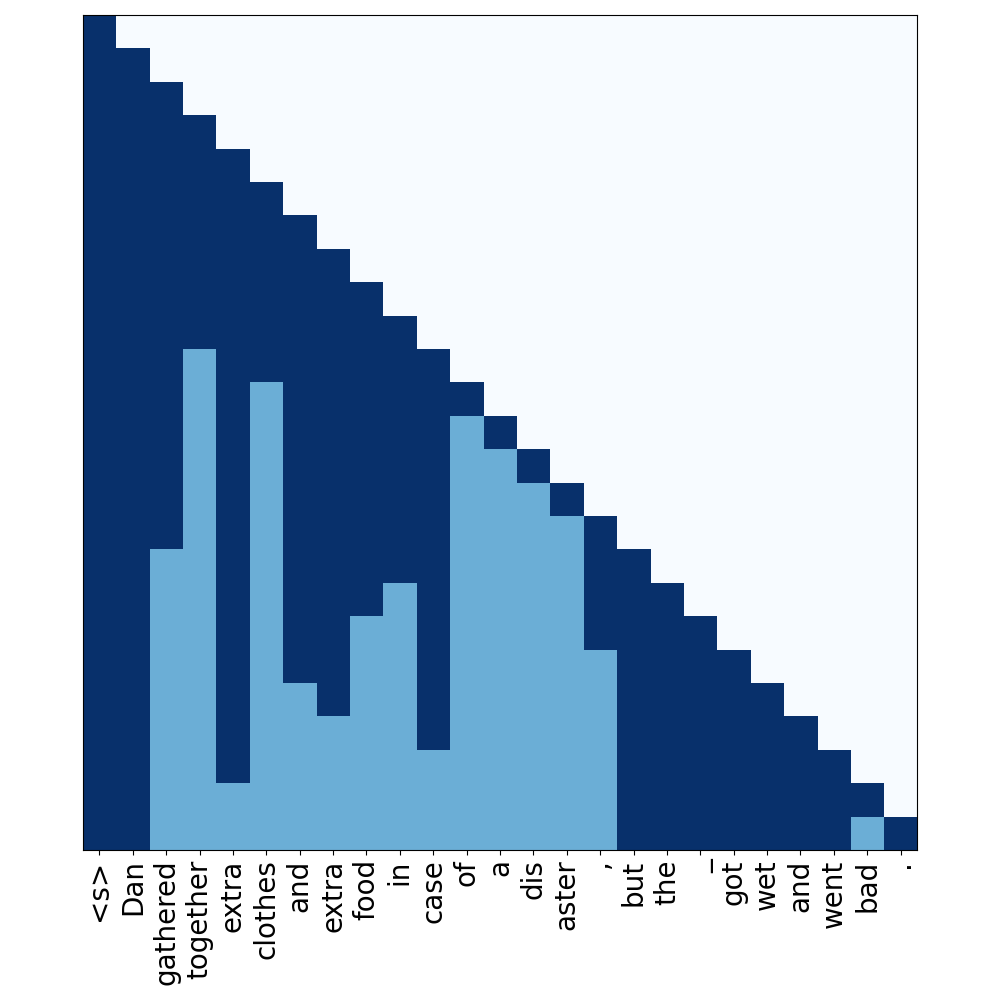 <s>
Dan
gathered
together
extra
clothes
and
extra
food
in
case
of
a
dis
aster
,
but
the
_
got
wet
and
went
bad
.